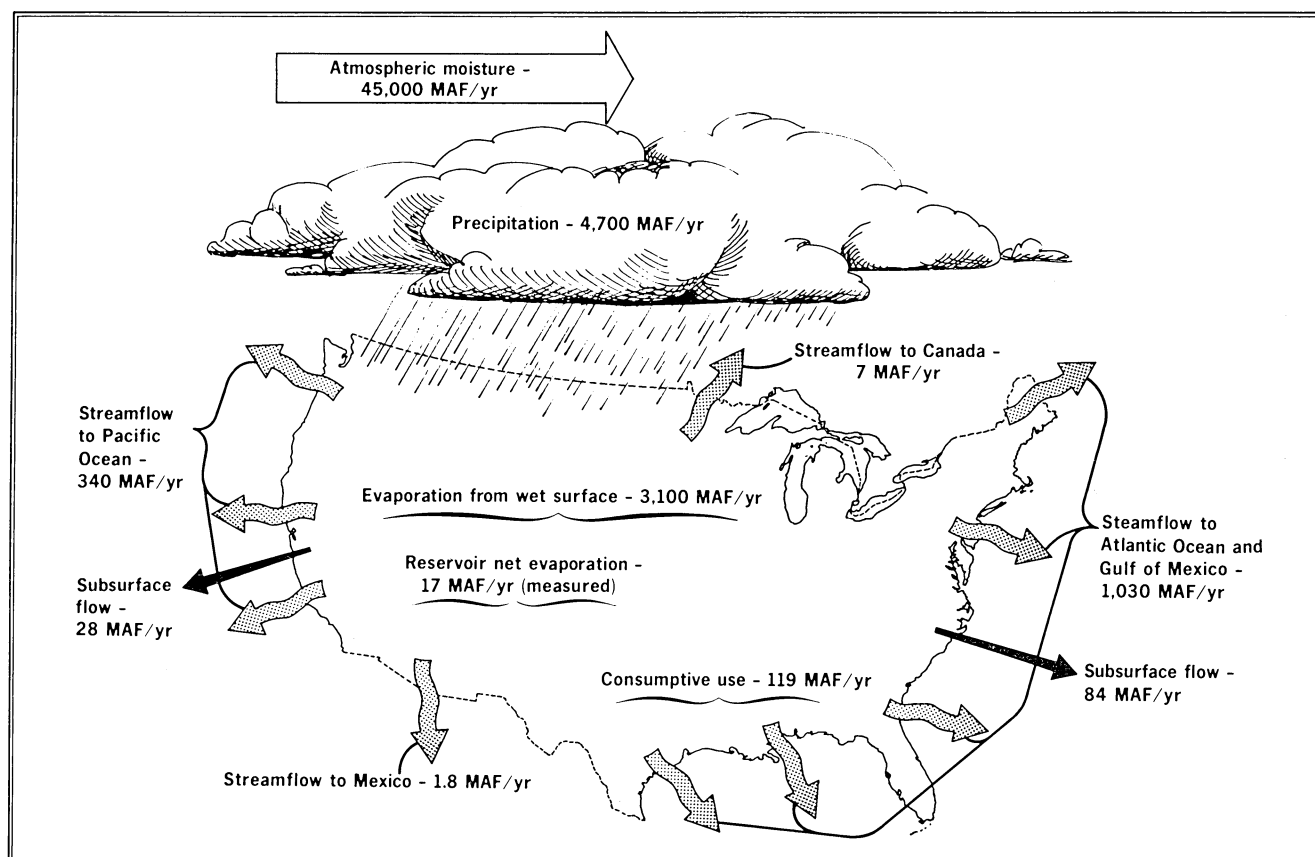 Atmospheric moisture -
45,000 MAF/yr
Precipitation - 4,700 MAF/yr
Streamflow to Canada -
7 MAF/yr
Streamflow
to Pacific
Ocean -
340 MAF/yr
Evaporation from wet surface - 3,100 MAF/yr
Reservoir net evaporation -
17 MAF/yr (measured)
Steamflow to
Atlantic Ocean and
Gulf of Mexico -
1,030 MAF/yr
Subsurface
flow -
28 MAF/yr
Consumptive use - 119 MAF/yr
Subsurface flow -
84 MAF/yr
Streamflow to Mexico - 1.8 MAF/yr